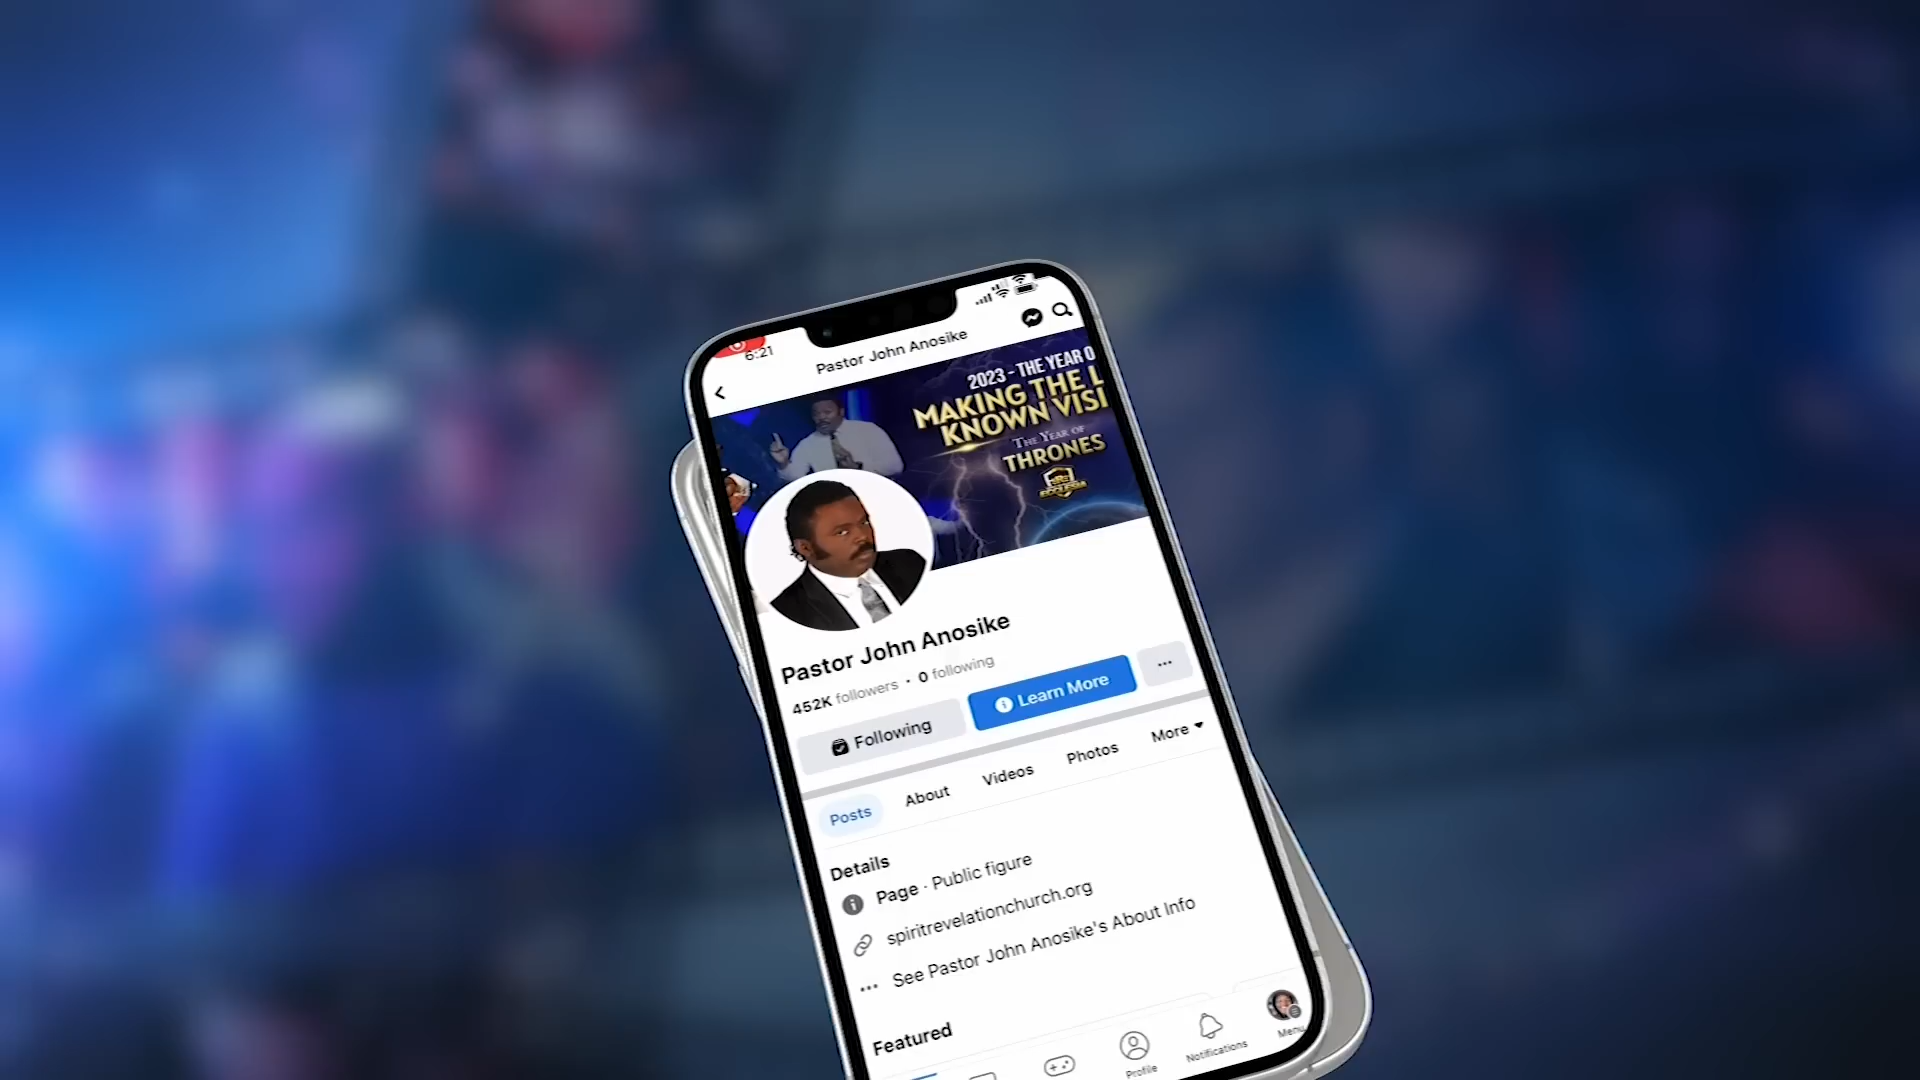 6:21
Pastor John Anosike
2023 - THE YEAR O
MAKING THE L
KNOWN VISI
THE YEAR OF
THRONES
ECCLESIA
Pastor John Anosike
452K followers · 0 following
Following
Learn More
Posts About Videos Photos More
Details
Page · Public figure
spiritrevelationchurch.org
See Pastor John Anosike's About Info
Featured
Profile
Notifications
Menu